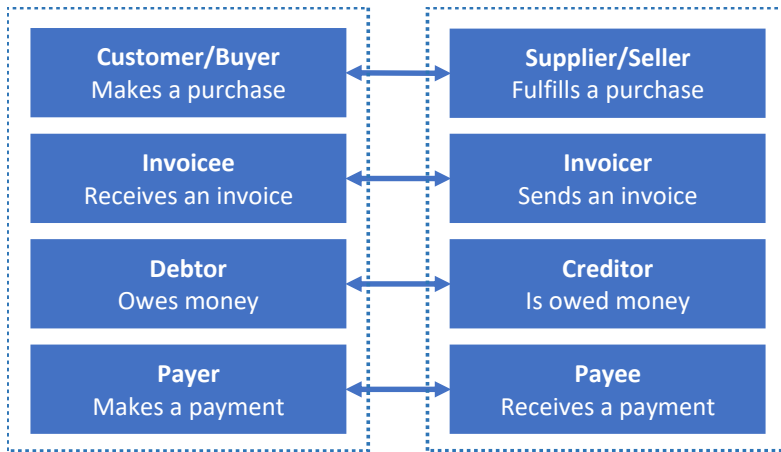 Customer/Buyer
Makes a purchase
Supplier/Seller
Fulfills a purchase
Invoicee
Receives an invoice
Invoicer
Sends an invoice
Debtor
Owes money
Creditor
Is owed money
Payer
Makes a payment
Payee
Receives a payment